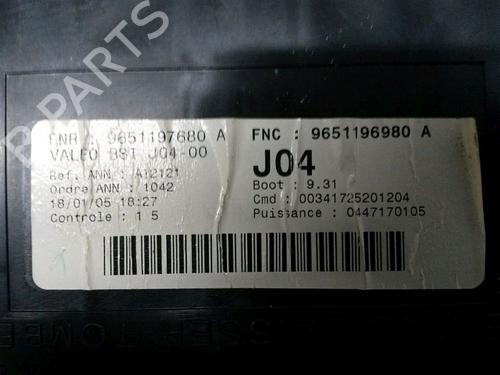 FNR : 9651197680 A
VALEO BSI J04-00
Ref. ANN : A12121
Ordre ANN : 1042
18/01/05 18:27
Controle : 1 5
FNC : 9651196980 A
J04
Boot : 9.31
Cmd : 00341725201204
Puissance : 0447170105